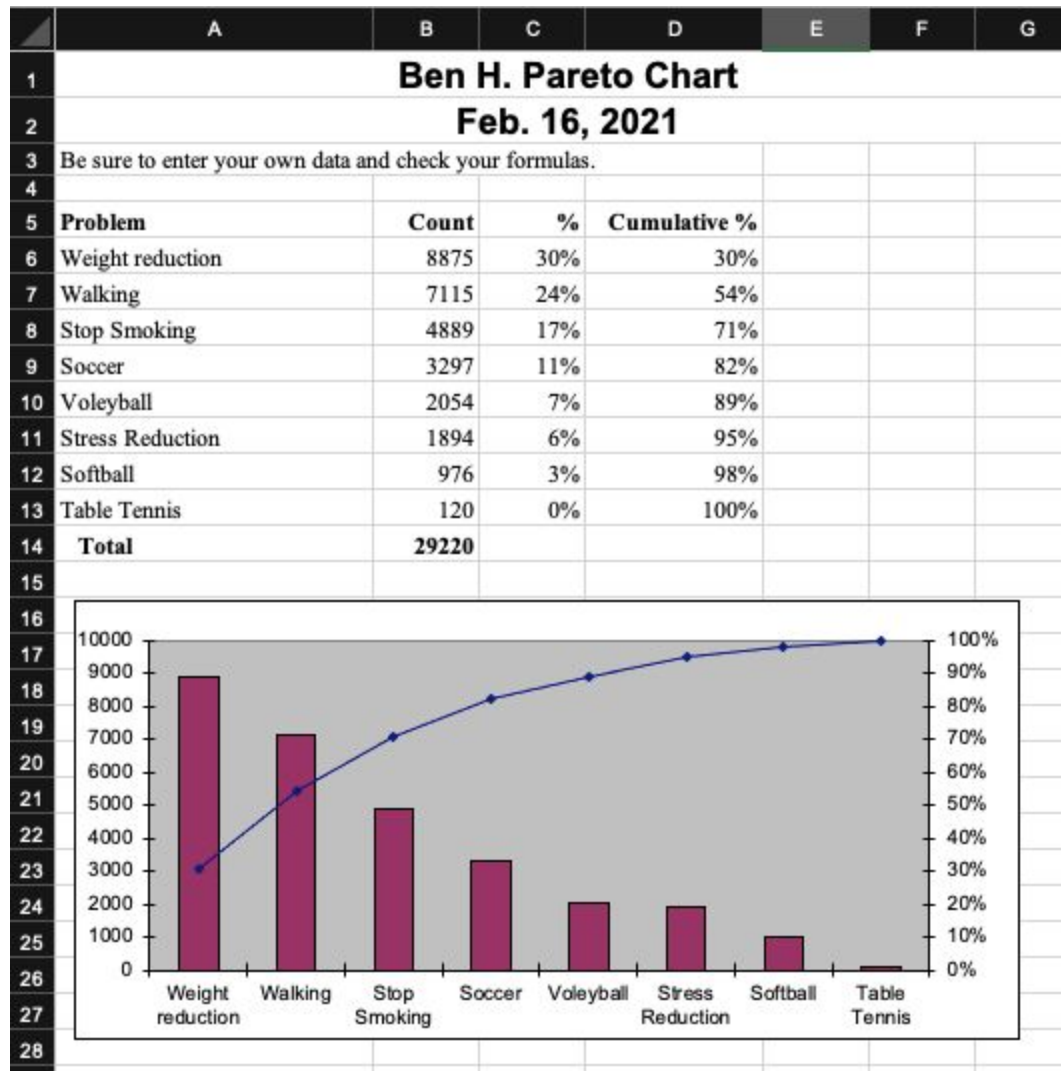 A B C D E F G
1 Ben H. Pareto Chart
2 Feb. 16, 2021
3 Be sure to enter your own data and check your formulas.
4
5 Problem Count % Cumulative %
6 Weight reduction 8875 30% 30%
7 Walking 7115 24% 54%
8 Stop Smoking 4889 17% 71%
9 Soccer 3297 11% 82%
10 Voleyball 2054 7% 89%
11 Stress Reduction 1894 6% 95%
12 Softball 976 3% 98%
13 Table Tennis 120 0% 100%
14 Total 29220
15
16
17 10000 100%
18 9000 90%
19 8000 80%
20 7000 70%
21 6000 60%
22 5000 50%
23 4000 40%
24 3000 30%
25 2000 20%
26 1000 10%
27 0 0%
28
Weight Walking Stop Soccer Voleyball Stress Softball Table
reduction Smoking Reduction Tennis